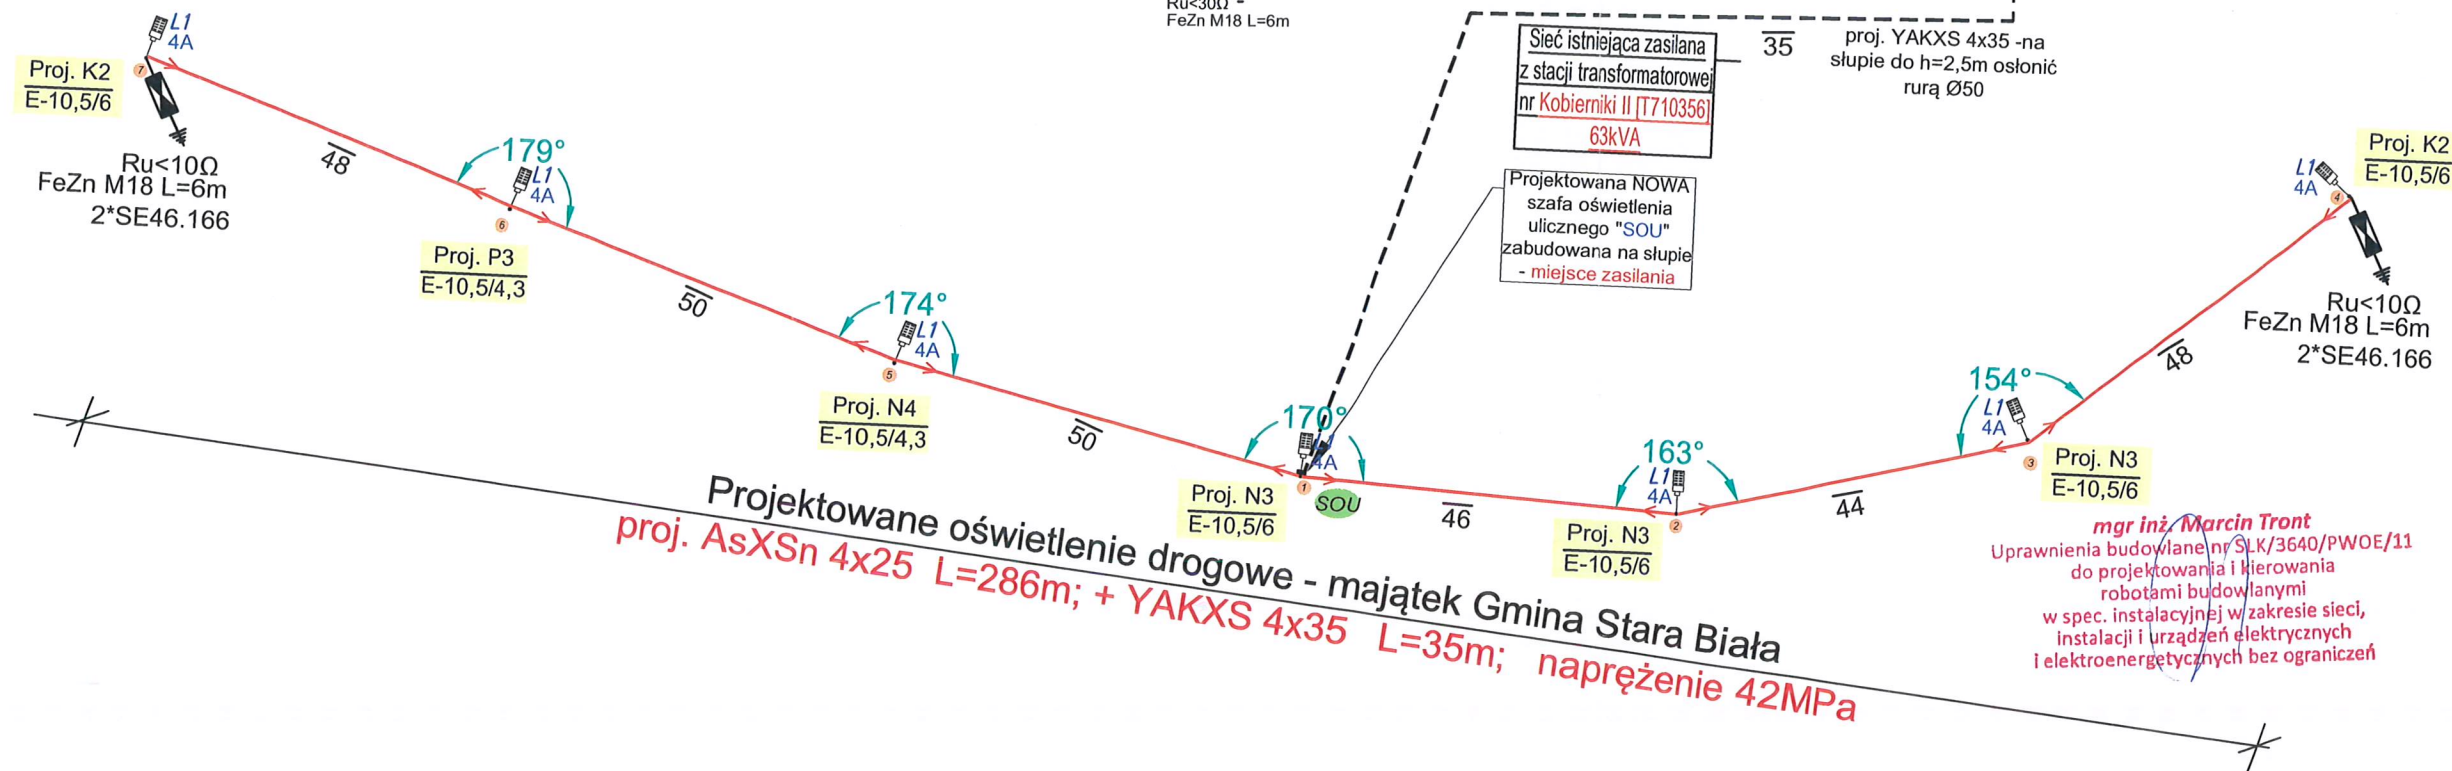 L1
4A
7
Proj. K2
E-10,5/6
Ru<10Ω
FeZn M18 L=6m
2*SE46.166
48
179°
L1
4A
6
Proj. P3
E-10,5/4,3
50
174°
L1
4A
5
Proj. N4
E-10,5/4,3
50
Ru<30Ω
FeZn M18 L=6m
Sieć istniejąca zasilana
z stacji transformatorowej
nr Kobierniki II [T710356]
63kVA
35
proj. YAKXS 4x35 -na
słupie do h=2,5m osłonić
rurą Ø50
Projektowana NOWA
szafa oświetlenia
ulicznego "SOU"
zabudowana na słupie
- miejsce zasilania
170°
4A
1
SOU
Proj. N3
E-10,5/6
46
163°
L1
4A
2
Proj. N3
E-10,5/6
44
154°
L1
4A
3
Proj. N3
E-10,5/6
48
L1
4A
4
Proj. K2
E-10,5/6
Ru<10Ω
FeZn M18 L=6m
2*SE46.166
Projektowane oświetlenie drogowe - majątek Gmina Stara Biała
proj. AsXSn 4x25 L=286m; + YAKXS 4x35 L=35m; naprężenie 42MPa
mgr inż. Marcin Tront
Uprawnienia budowlane nr SLK/3640/PWOE/11
do projektowania i kierowania
robotami budowlanymi
w spec. instalacyjnej w zakresie sieci,
instalacji i urządzeń elektrycznych
i elektroenergetycznych bez ograniczeń